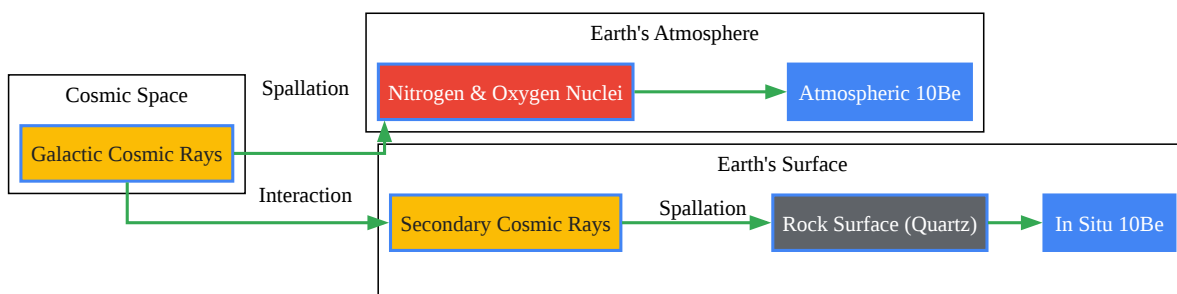 Earth's Atmosphere
Cosmic Space
Spallation
Nitrogen & Oxygen Nuclei
Atmospheric 10Be
Galactic Cosmic Rays
Earth's Surface
Interaction
Secondary Cosmic Rays
Spallation
Rock Surface (Quartz)
In Situ 10Be